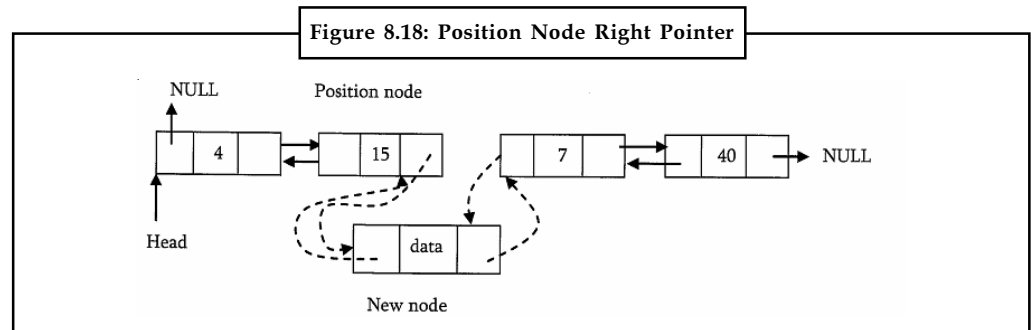 Figure 8.18: Position Node Right Pointer
NULL Position node
4 15 7 40 NULL
Head data
New node